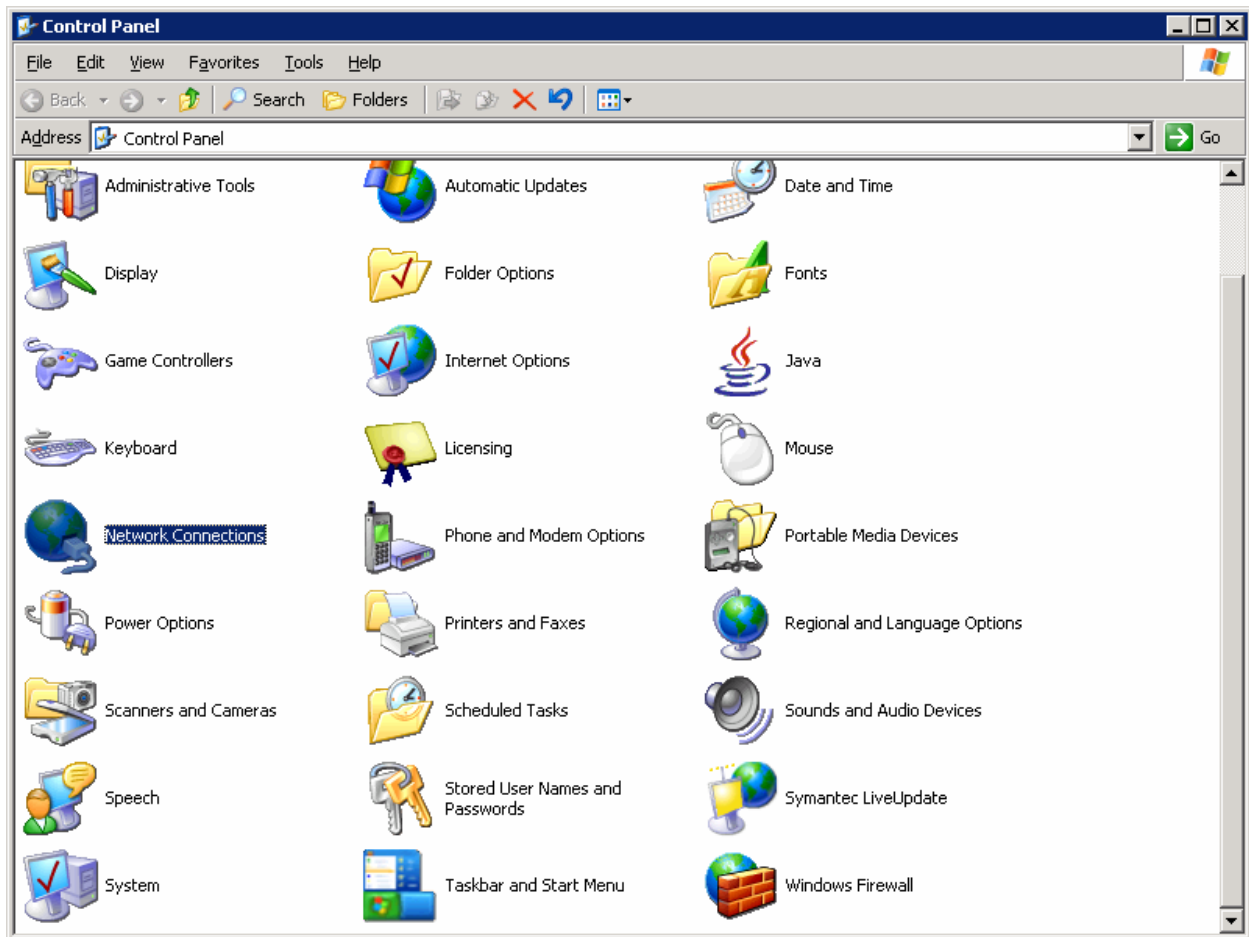 Control Panel
File Edit View Favorites Tools Help
Back Search Folders
Address Control Panel Go
Administrative Tools Automatic Updates Date and Time
Display Folder Options Fonts
Game Controllers Internet Options Java
Keyboard Licensing Mouse
Network Connections Phone and Modem Options Portable Media Devices
Power Options Printers and Faxes Regional and Language Options
Scanners and Cameras Scheduled Tasks Sounds and Audio Devices
Speech Stored User Names and Passwords Symantec LiveUpdate
System Taskbar and Start Menu Windows Firewall